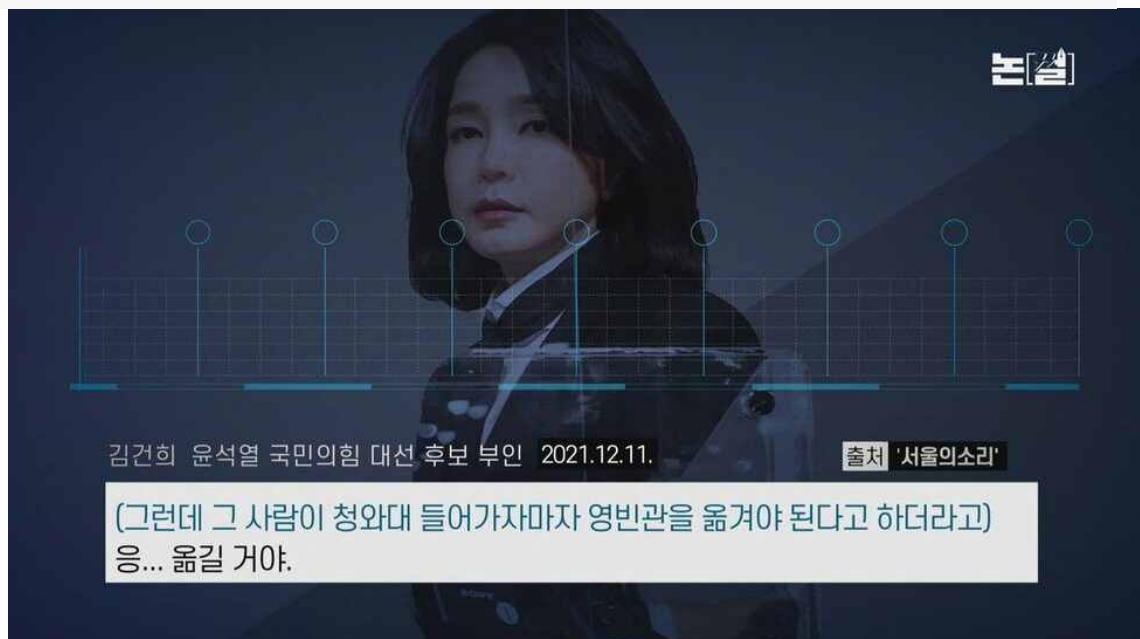 논[썰]
김건희 윤석열 국민의힘 대선 후보 부인 2021.12.11. 출처 '서울의소리'
(그런데 그 사람이 청와대 들어가자마자 영빈관을 옮겨야 된다고 하더라고)
응... 옮길 거야.